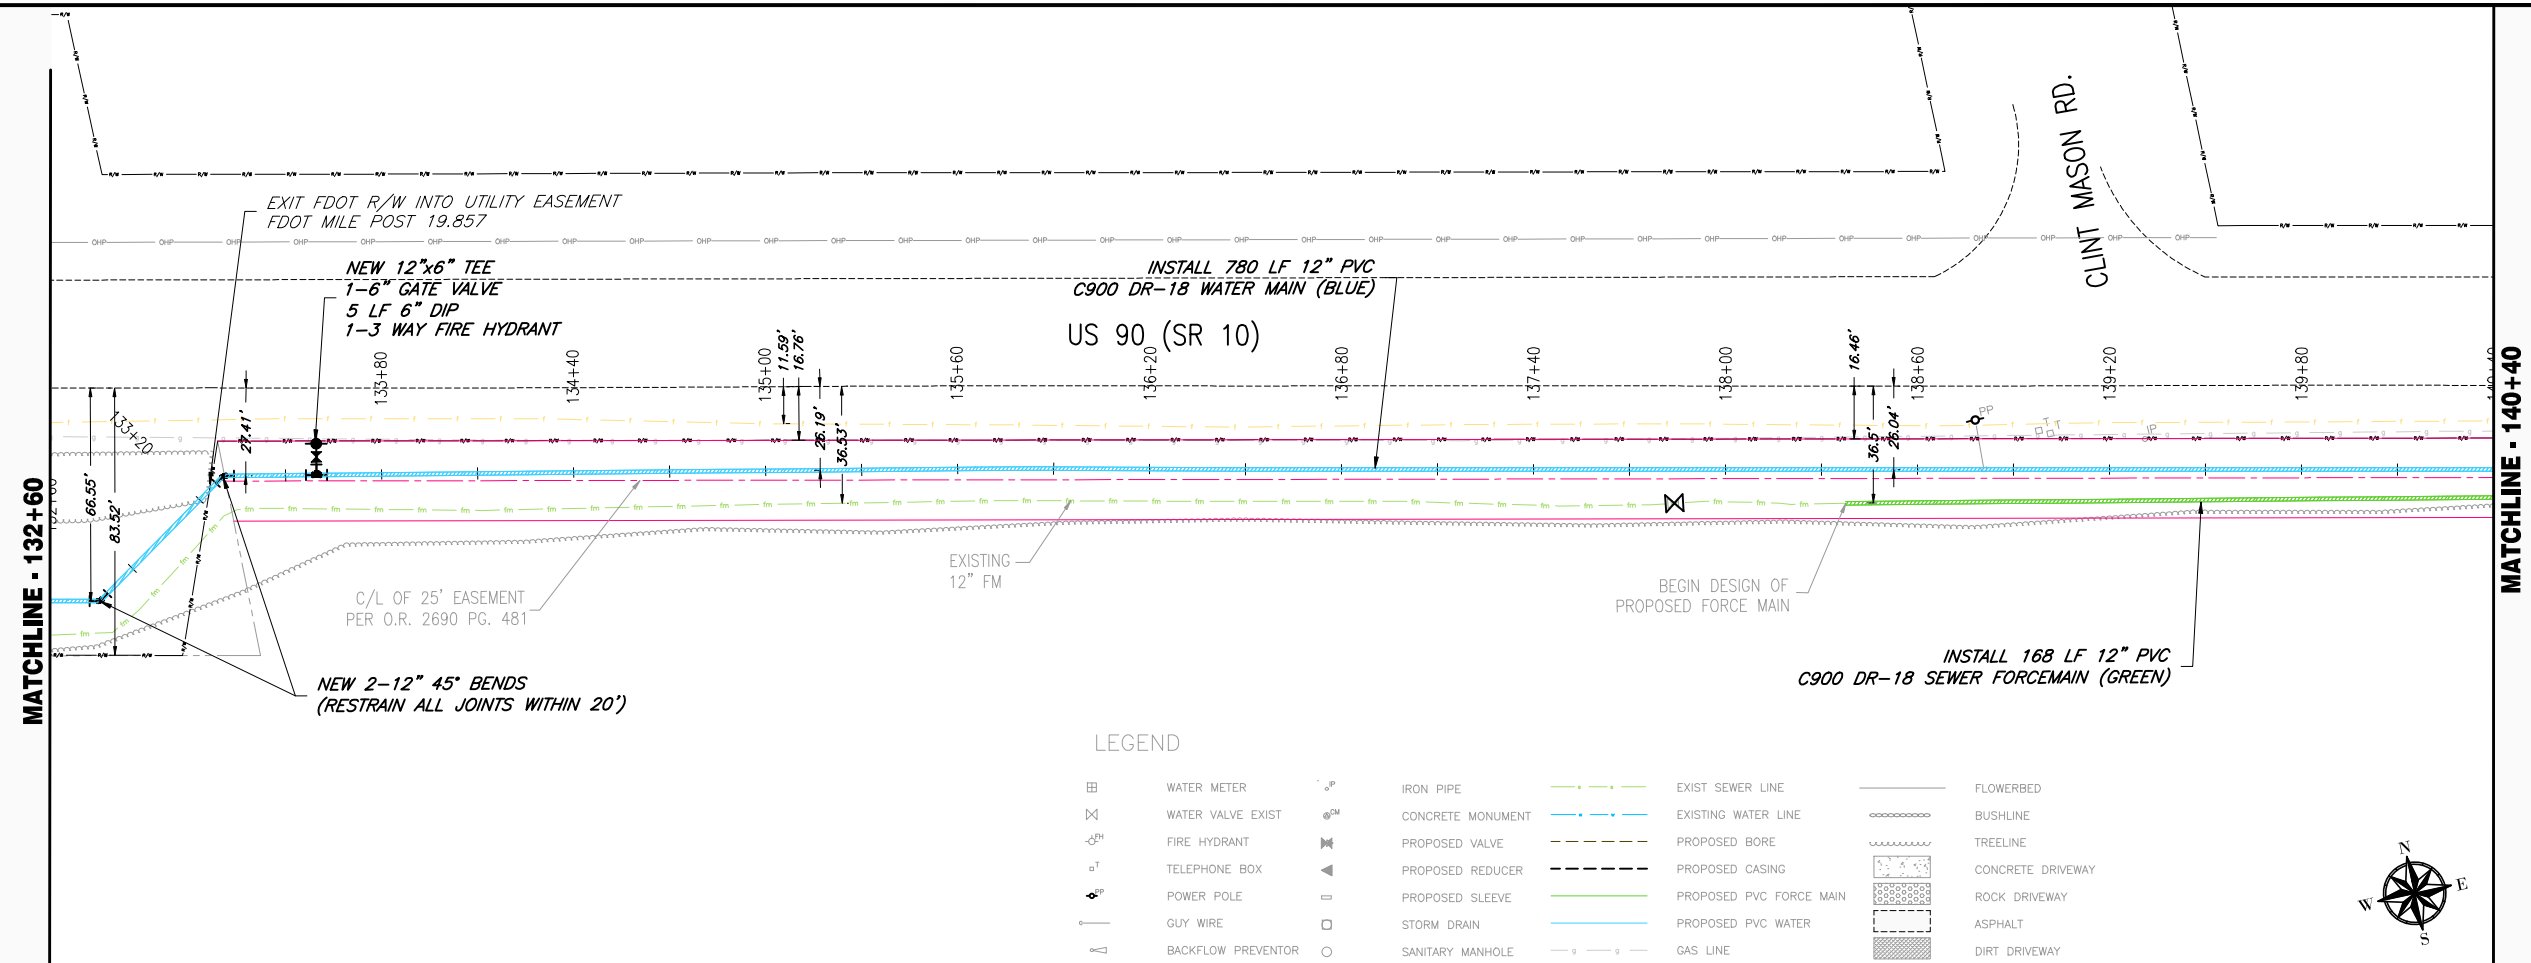 EXIT FDOT R/W INTO UTILITY EASEMENT
FDOT MILE POST 19.857
NEW 12"x6" TEE
1-6" GATE VALVE
5 LF 6" DIP
1-3 WAY FIRE HYDRANT
INSTALL 780 LF 12" PVC
C900 DR-18 WATER MAIN (BLUE)
US 90 (SR 10)
CLINT MASON RD.
MATCHLINE - 132+60
MATCHLINE - 140+40
133+20
133+80
134+40
135+00
135+60
136+20
136+80
137+40
138+00
138+60
139+20
139+80
66.55'
83.52'
27.41'
11.59'
16.76'
26.19'
36.53'
16.46'
36.5'
26.04'
PP
T
T
IP
EXISTING
12" FM
C/L OF 25' EASEMENT
PER O.R. 2690 PG. 481
BEGIN DESIGN OF
PROPOSED FORCE MAIN
INSTALL 168 LF 12" PVC
C900 DR-18 SEWER FORCEMAIN (GREEN)
NEW 2-12" 45° BENDS
(RESTRAIN ALL JOINTS WITHIN 20')
LEGEND
WATER METER
WATER VALVE EXIST
FH FIRE HYDRANT
T TELEPHONE BOX
PP POWER POLE
GUY WIRE
BACKFLOW PREVENTOR
IP IRON PIPE
CM CONCRETE MONUMENT
PROPOSED VALVE
PROPOSED REDUCER
PROPOSED SLEEVE
STORM DRAIN
SANITARY MANHOLE
EXIST SEWER LINE
EXISTING WATER LINE
PROPOSED BORE
PROPOSED CASING
PROPOSED PVC FORCE MAIN
PROPOSED PVC WATER
g g GAS LINE
FLOWERBED
BUSHLINE
TREELINE
CONCRETE DRIVEWAY
ROCK DRIVEWAY
ASPHALT
DIRT DRIVEWAY
N
E
W
S